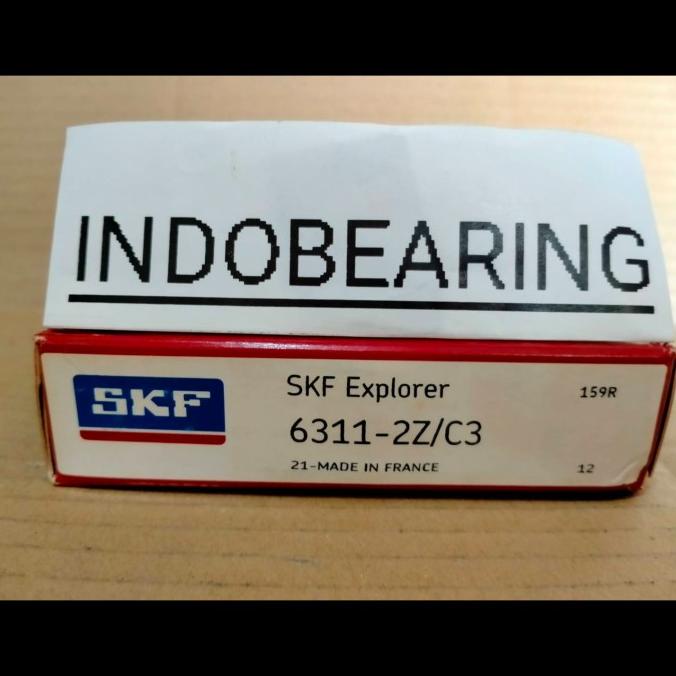 INDOBEARING
SKF
SKF Explorer
159R
6311-2Z/C3
21-MADE IN FRANCE
12